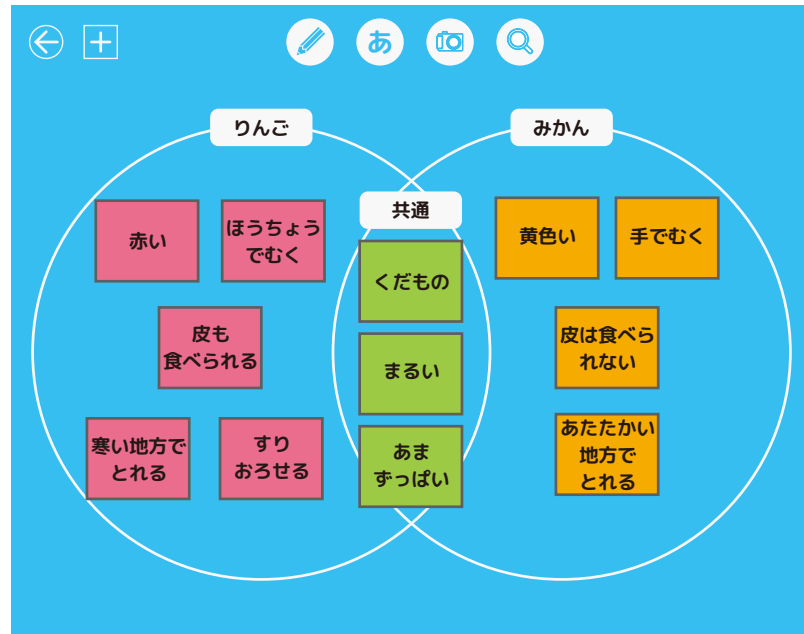 あ
りんご
みかん
共通
赤い
ほうちょう
でむく
皮も
食べられる
寒い地方で
とれる
すり
おろせる
くだもの
まるい
あま
ずっぱい
黄色い
手でむく
皮は食べら
れない
あたたかい
地方で
とれる